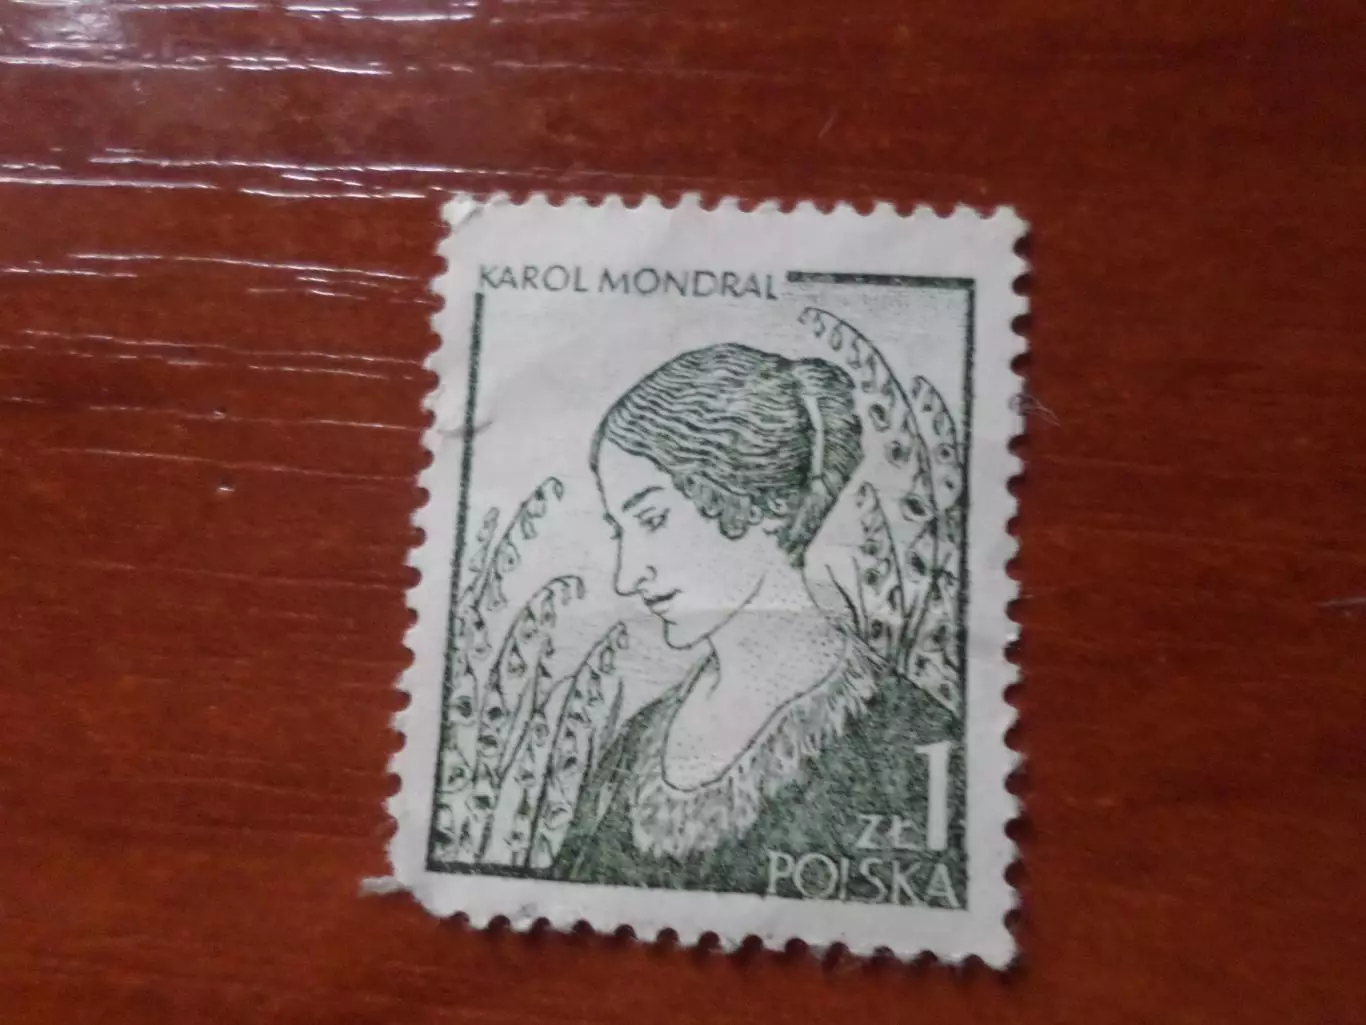 KAROL MONDRAL
1
ZŁ
POLSKA